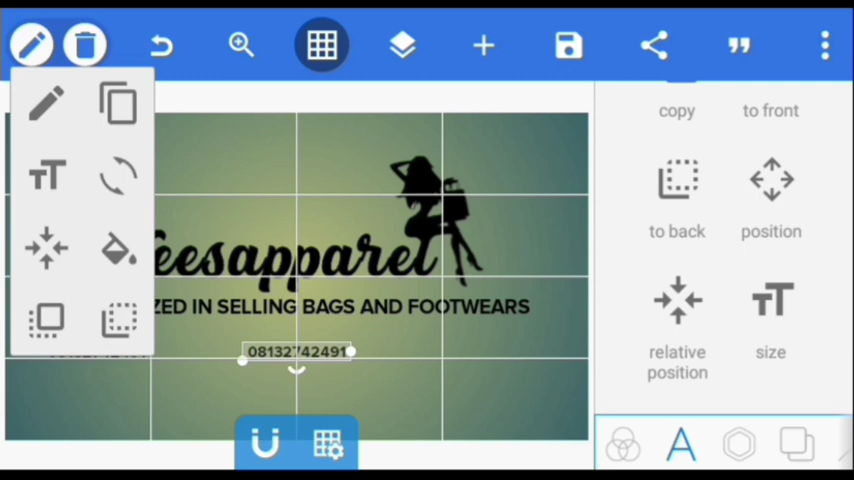 copy
to front
to back
position
relative
position
size
eesapparel
ZED IN SELLING BAGS AND FOOTWEARS
08132742491